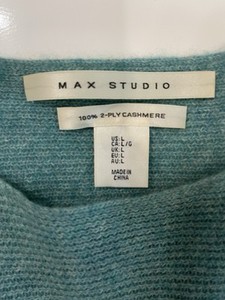 MAX STUDIO
100% 2-PLY CASHMERE
US:L
CA:L/G
UK:L
EU:L
AU:L
MADE IN
CHINA